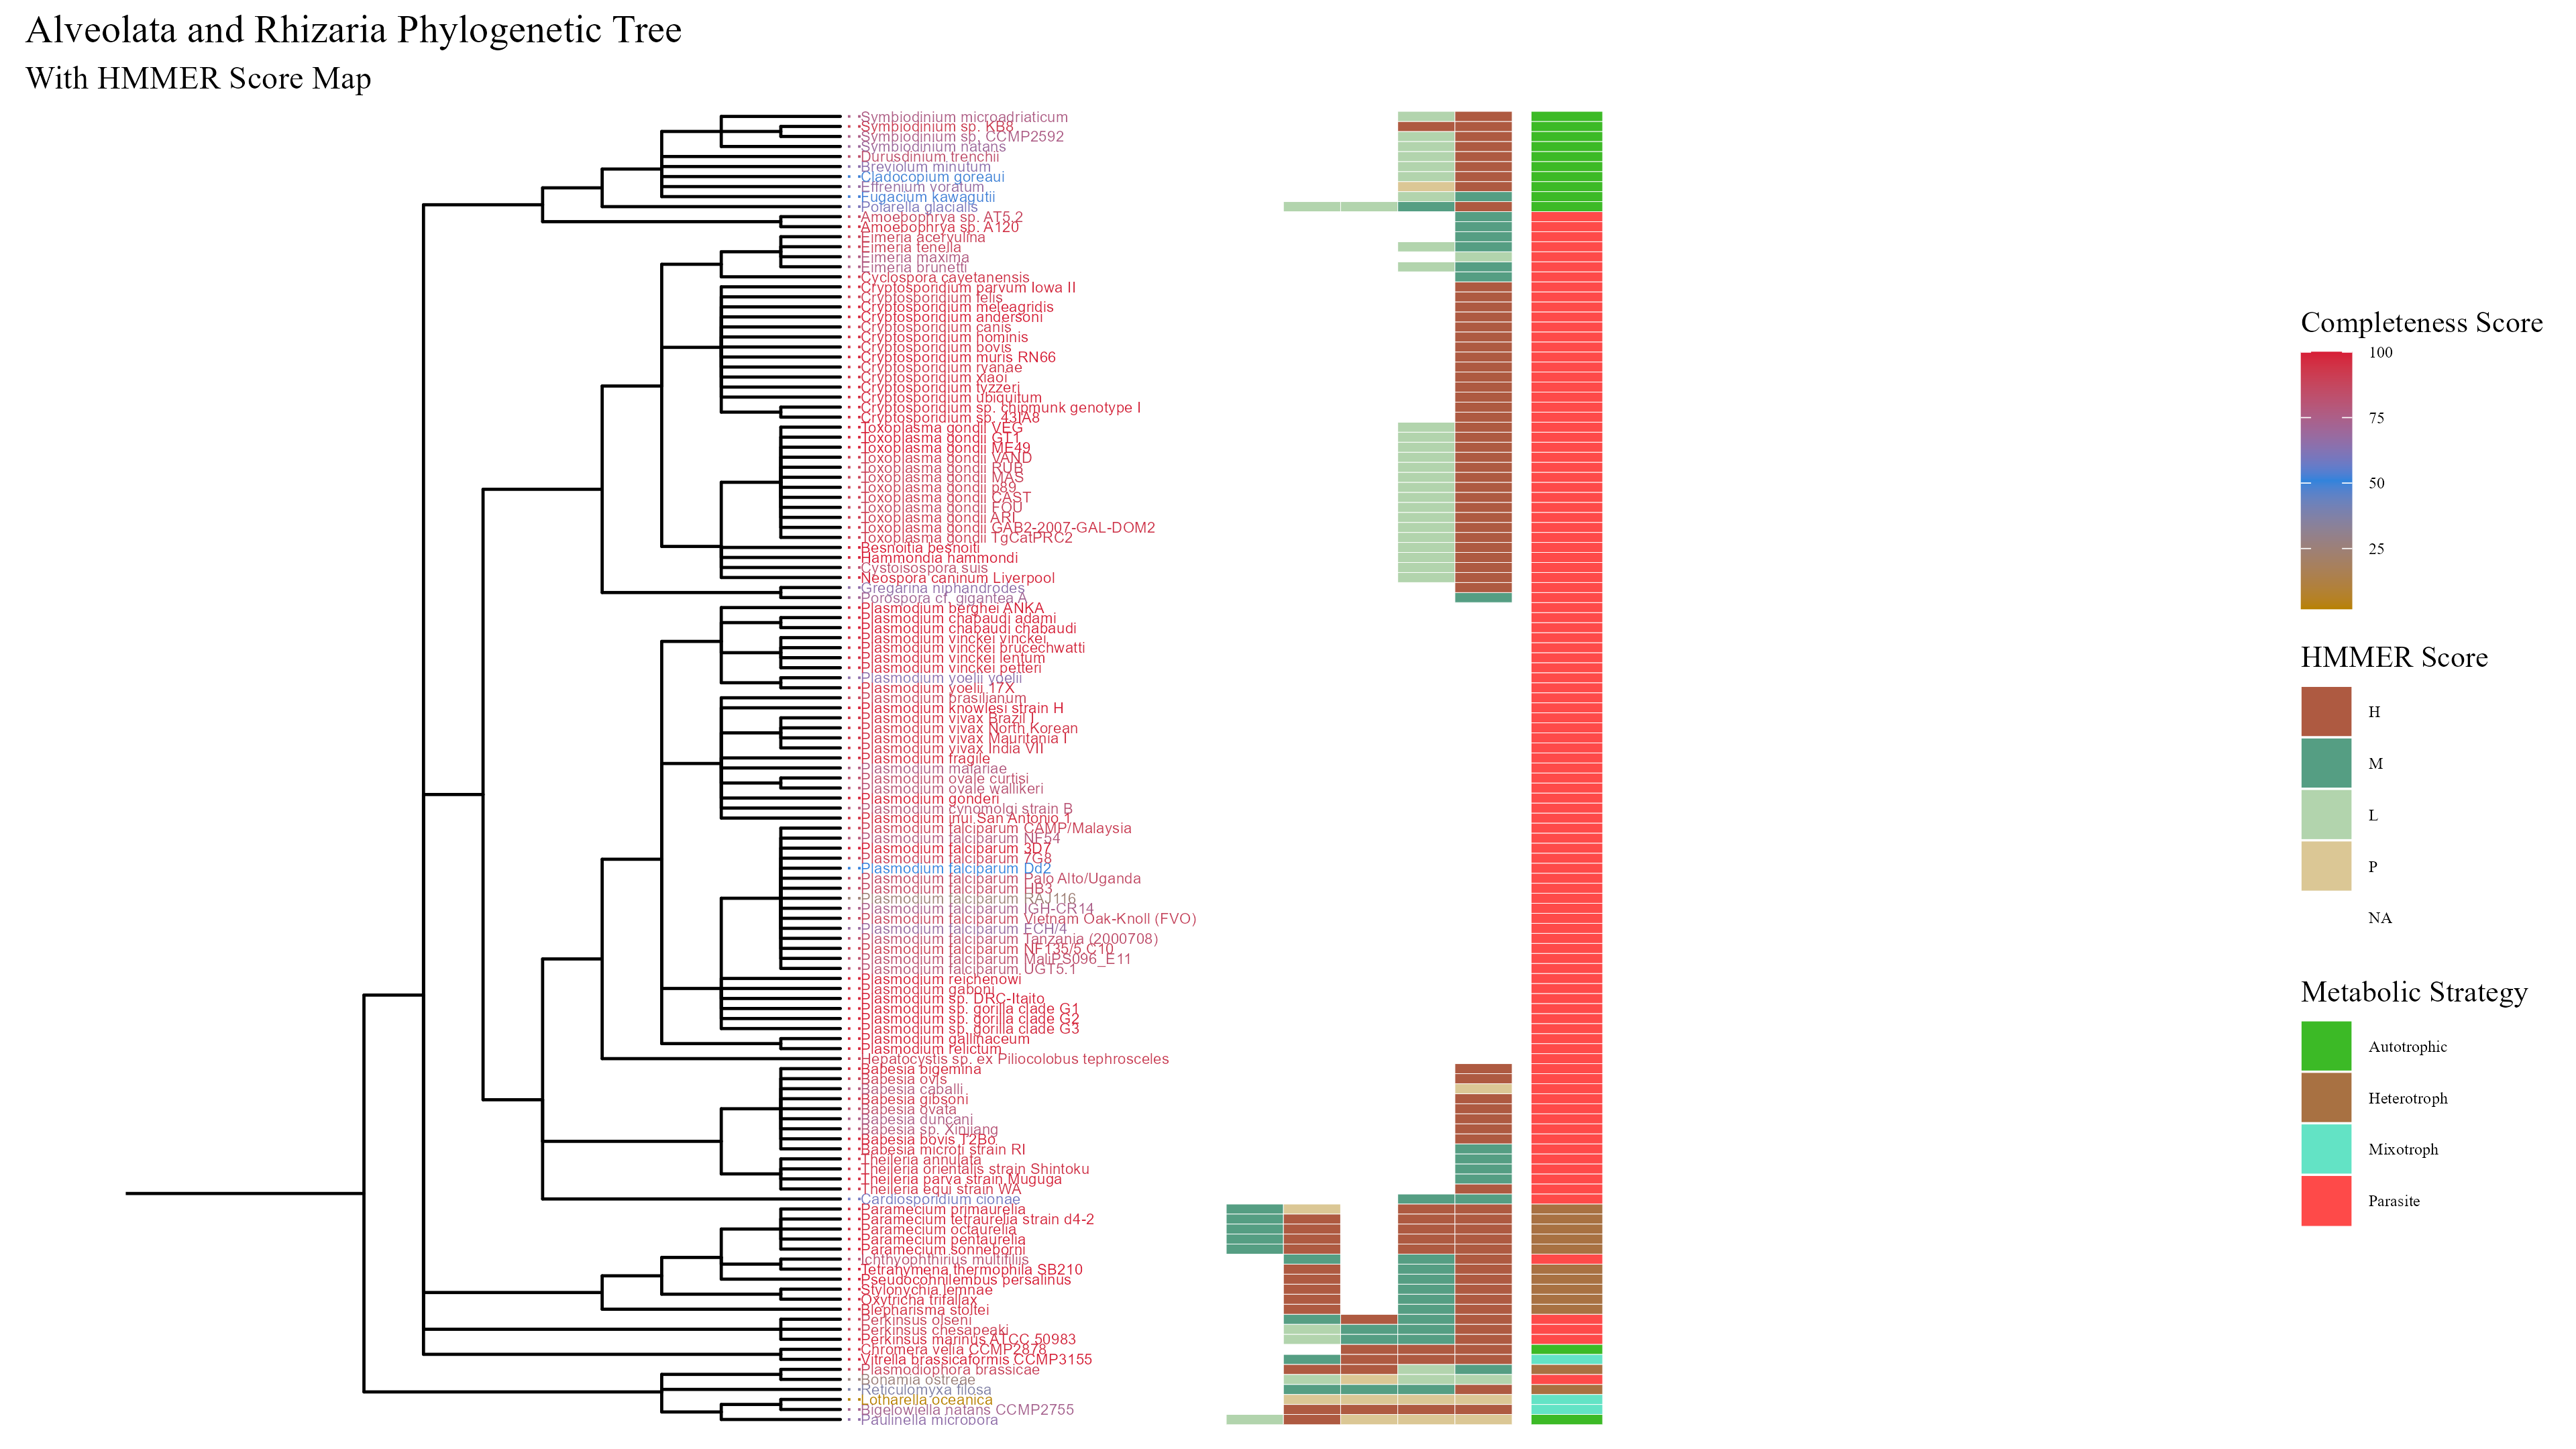 Alveolata and Rhizaria Phylogenetic Tree
With HMMER Score Map
Symbiodinium microadriaticum
Symbiodinium sp. KB8
Symbiodinium sp. CCMP2592
Symbiodinium natans
Durusdinium trenchii
Breviolum minutum
Cladocopium goreaui
Effrenium voratum
Fugacium kawagutii
Polarella glacialis
Amoebophrya sp. AT5.2
Amoebophrya sp. A120
Eimeria acervulina
Eimeria tenella
Eimeria maxima
Eimeria brunetti
Cyclospora cayetanensis
Cryptosporidium parvum Iowa II
Cryptosporidium felis
Cryptosporidium meleagridis
Cryptosporidium andersoni
Cryptosporidium canis
Cryptosporidium hominis
Cryptosporidium bovis
Cryptosporidium muris RN66
Cryptosporidium ryanae
Cryptosporidium xiaoi
Cryptosporidium tyzzeri
Cryptosporidium ubiquitum
Cryptosporidium sp. chipmunk genotype I
Cryptosporidium sp. 43IA8
Toxoplasma gondii VEG
Toxoplasma gondii GT1
Toxoplasma gondii ME49
Toxoplasma gondii VAND
Toxoplasma gondii RUB
Toxoplasma gondii MAS
Toxoplasma gondii p89
Toxoplasma gondii CAST
Toxoplasma gondii FOU
Toxoplasma gondii ARI
Toxoplasma gondii GAB2-2007-GAL-DOM2
Toxoplasma gondii TgCatPRC2
Besnoitia besnoiti
Hammondia hammondi
Cystoisospora suis
Neospora caninum Liverpool
Gregarina niphandrodes
Porospora cf. gigantea A
Plasmodium berghei ANKA
Plasmodium chabaudi adami
Plasmodium chabaudi chabaudi
Plasmodium vinckei vinckei
Plasmodium vinckei brucechwatti
Plasmodium vinckei lentum
Plasmodium vinckei petteri
Plasmodium yoelii yoelii
Plasmodium yoelii 17X
Plasmodium brasilianum
Plasmodium knowlesi strain H
Plasmodium vivax Brazil I
Plasmodium vivax North Korean
Plasmodium vivax Mauritania I
Plasmodium vivax India VII
Plasmodium fragile
Plasmodium malariae
Plasmodium ovale curtisi
Plasmodium ovale wallikeri
Plasmodium gonderi
Plasmodium cynomolgi strain B
Plasmodium inui San Antonio 1
Plasmodium falciparum CAMP/Malaysia
Plasmodium falciparum NF54
Plasmodium falciparum 3D7
Plasmodium falciparum 7G8
Plasmodium falciparum Dd2
Plasmodium falciparum Palo Alto/Uganda
Plasmodium falciparum HB3
Plasmodium falciparum RAJ116
Plasmodium falciparum IGH-CR14
Plasmodium falciparum Vietnam Oak-Knoll (FVO)
Plasmodium falciparum ECH/4
Plasmodium falciparum Tanzania (2000708)
Plasmodium falciparum NF135/5.C10
Plasmodium falciparum MaliPS096_E11
Plasmodium falciparum UGT5.1
Plasmodium reichenowi
Plasmodium gaboni
Plasmodium sp. DRC-Itaito
Plasmodium sp. gorilla clade G1
Plasmodium sp. gorilla clade G2
Plasmodium sp. gorilla clade G3
Plasmodium gallinaceum
Plasmodium relictum
Hepatocystis sp. ex Piliocolobus tephrosceles
Babesia bigemina
Babesia ovis
Babesia caballi
Babesia gibsoni
Babesia ovata
Babesia duncani
Babesia sp. Xinjiang
Babesia bovis T2Bo
Babesia microti strain RI
Theileria annulata
Theileria orientalis strain Shintoku
Theileria parva strain Muguga
Theileria equi strain WA
Cardiosporidium cionae
Paramecium primaurelia
Paramecium tetraurelia strain d4-2
Paramecium octaurelia
Paramecium pentaurelia
Paramecium sonneborni
Ichthyophthirius multifiliis
Tetrahymena thermophila SB210
Pseudocohnilembus persalinus
Stylonychia lemnae
Oxytricha trifallax
Blepharisma stoltei
Perkinsus olseni
Perkinsus chesapeaki
Perkinsus marinus ATCC 50983
Chromera velia CCMP2878
Vitrella brassicaformis CCMP3155
Plasmodiophora brassicae
Bonamia ostreae
Reticulomyxa filosa
Lotharella oceanica
Bigelowiella natans CCMP2755
Paulinella micropora
Completeness Score
100
75
50
25
HMMER Score
H
M
L
P
NA
Metabolic Strategy
Autotrophic
Heterotroph
Mixotroph
Parasite